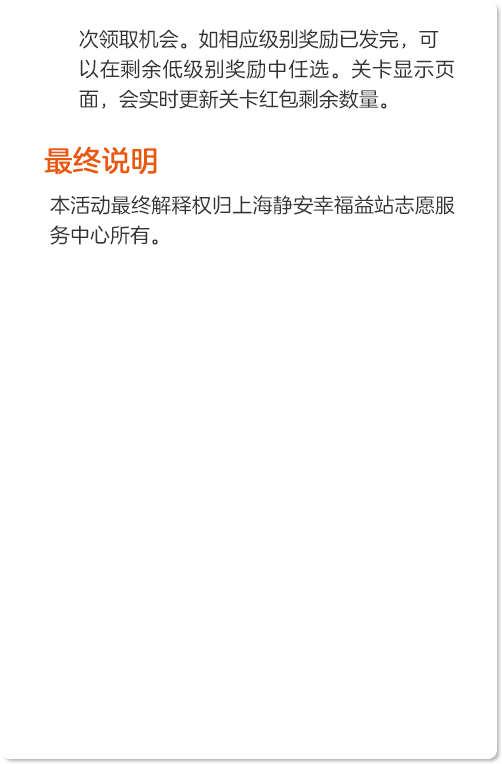 次领取机会。如相应级别奖励已发完，可
以在剩余低级别奖励中任选。关卡显示页
面，会实时更新关卡红包剩余数量。
最终说明
本活动最终解释权归上海静安幸福益站志愿服
务中心所有。